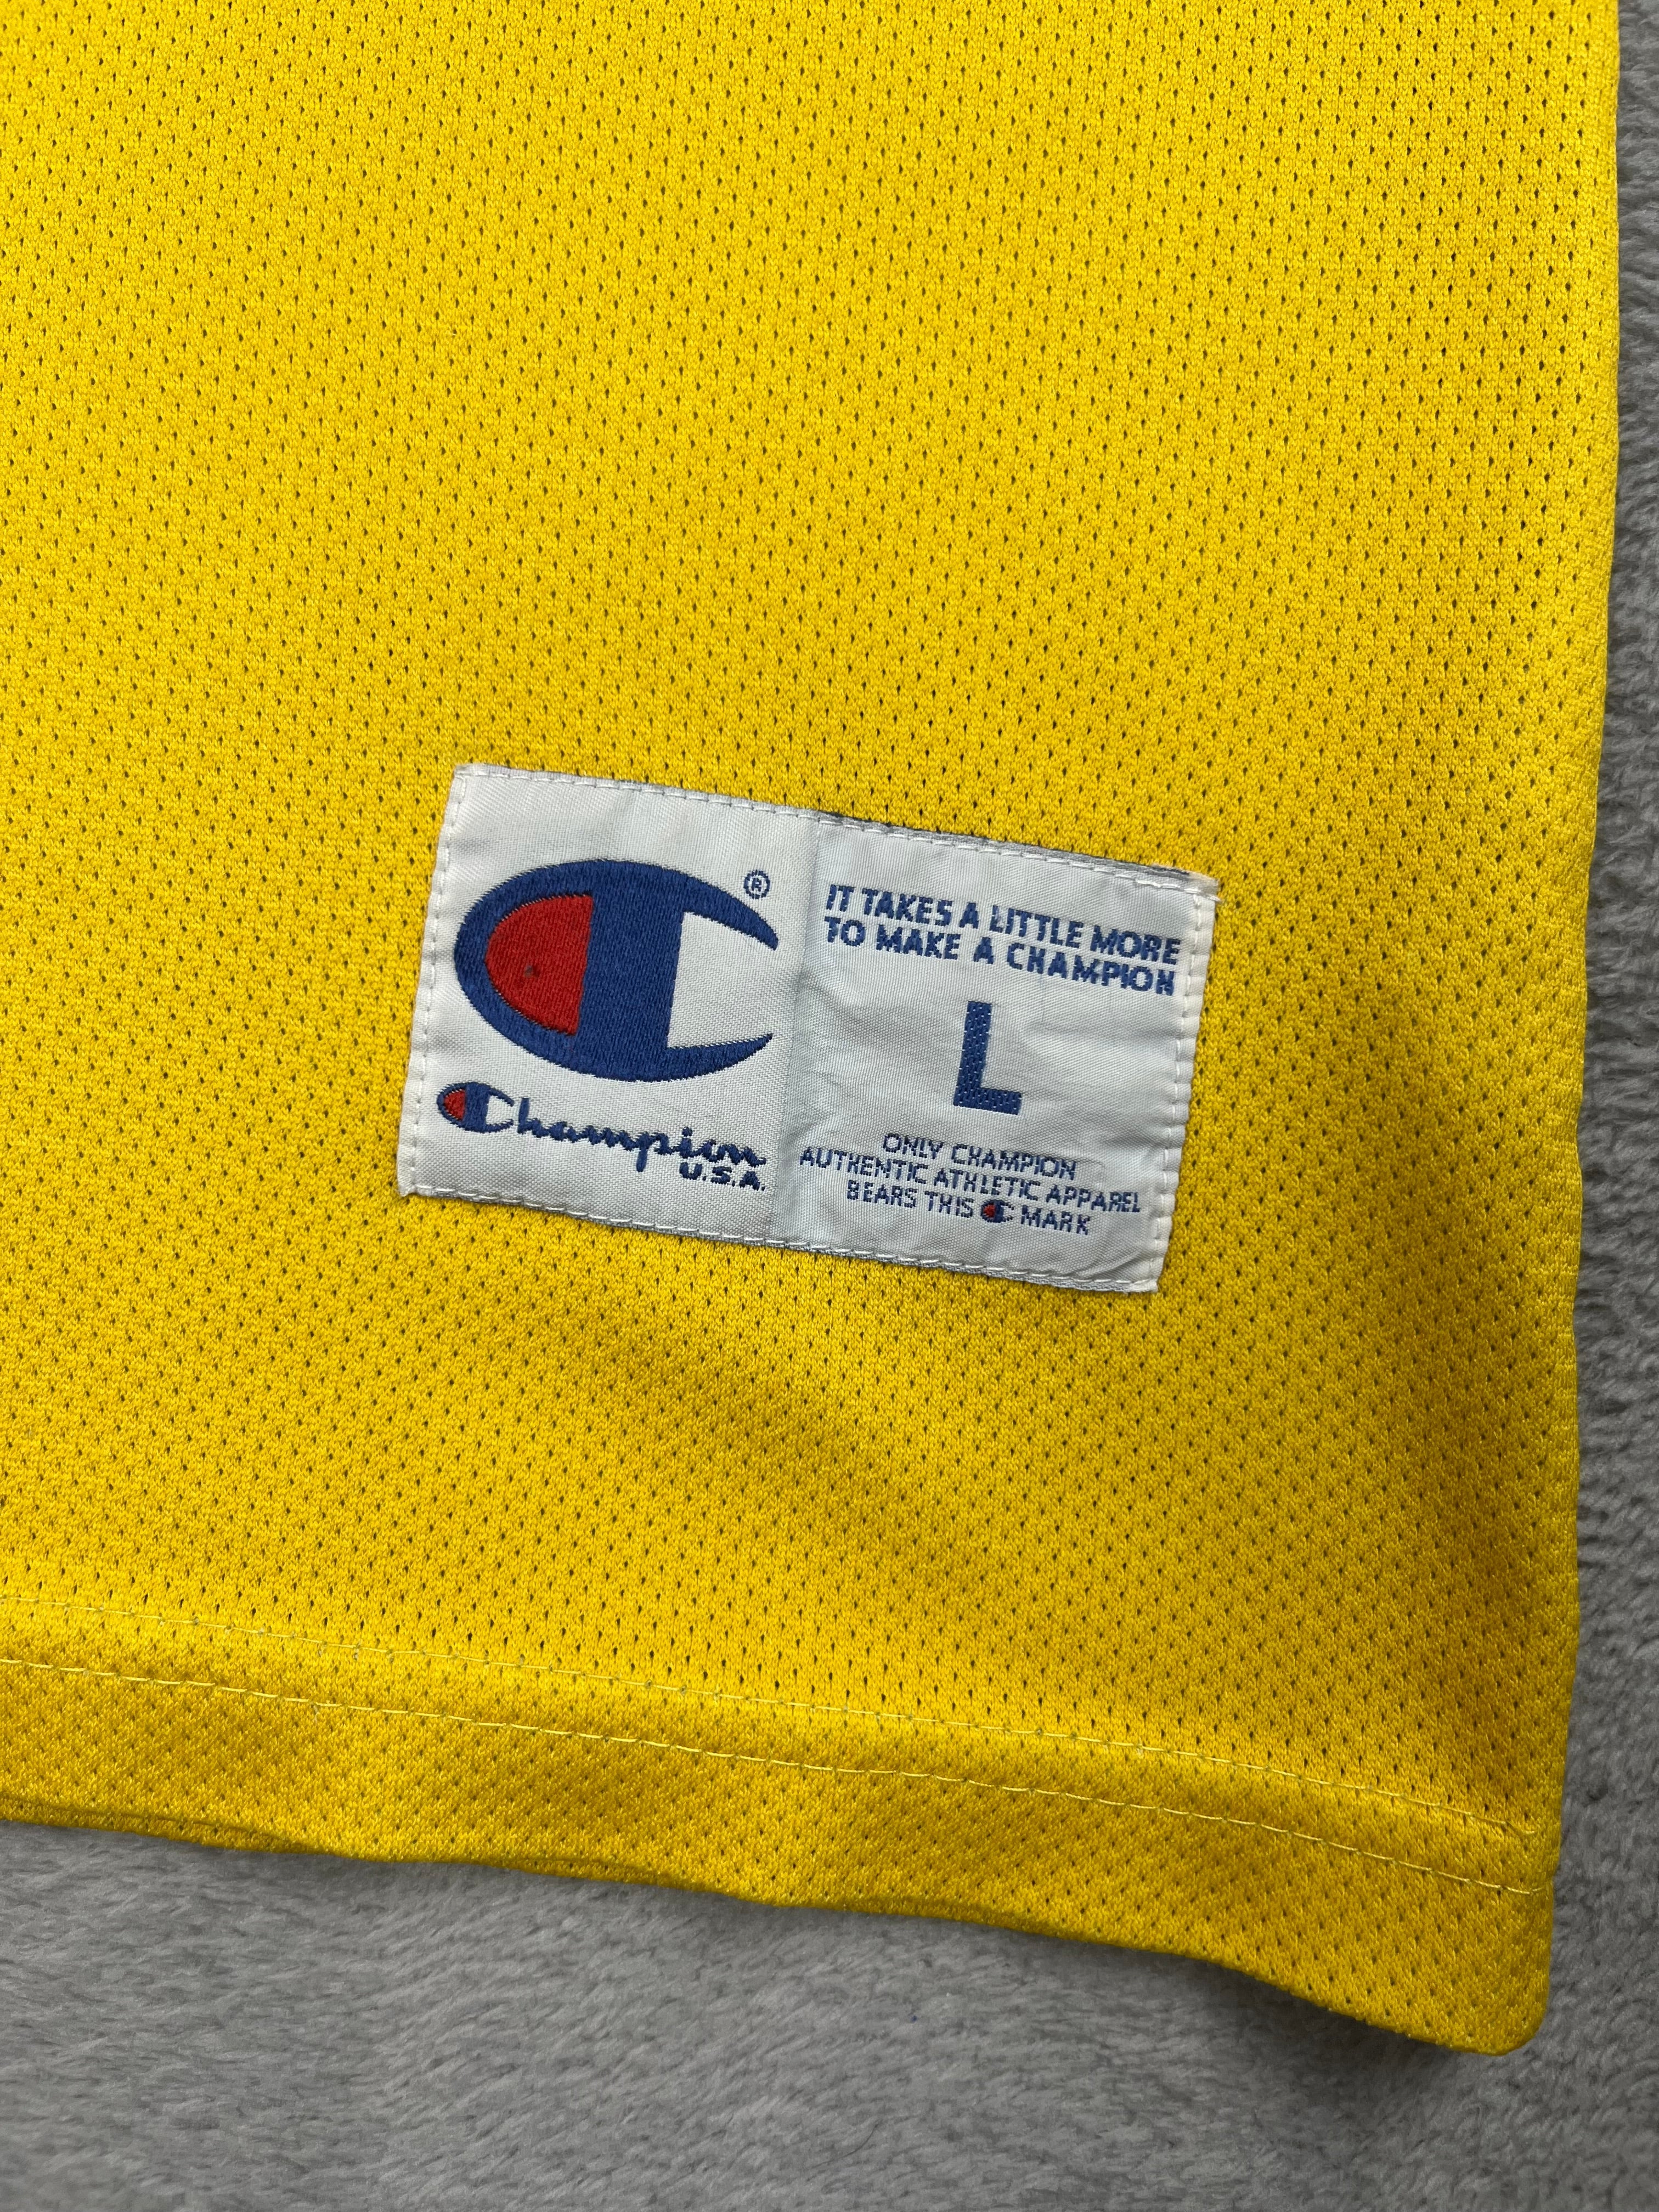 ®
Champion
U.S.A.
IT TAKES A LITTLE MORE
TO MAKE A CHAMPION
L
ONLY CHAMPION
AUTHENTIC ATHLETIC APPAREL
BEARS THIS C MARK